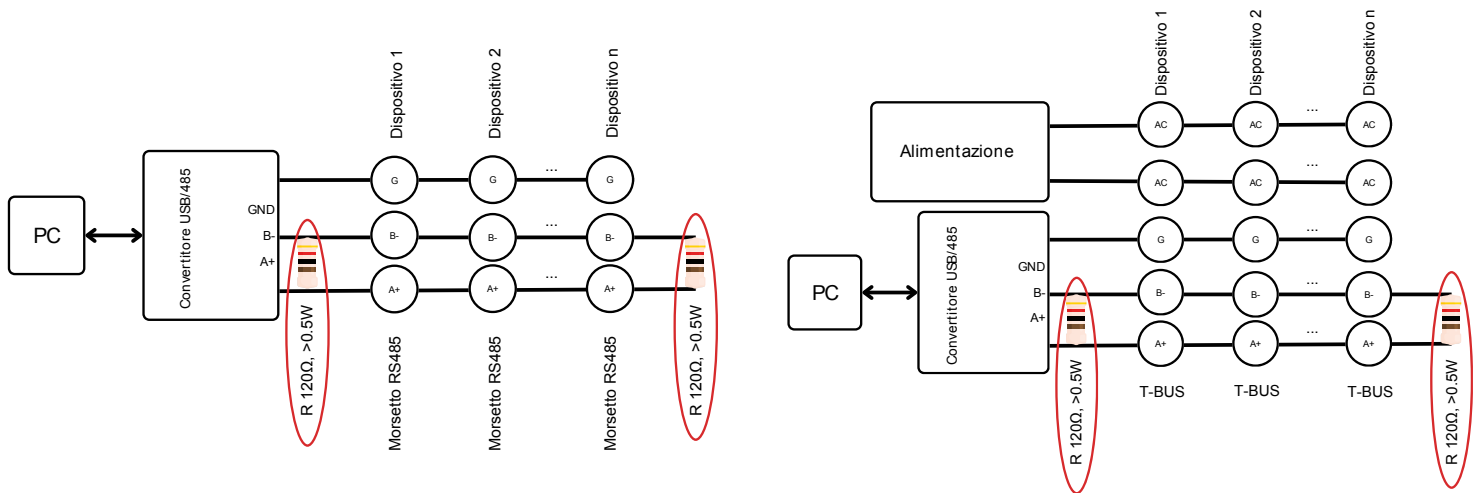 Dispositivo 1
Dispositivo 2
Dispositivo n
PC
Convertitore USB/485
GND
B-
A+
G
G
...
G
B-
B-
...
B-
A+
A+
...
A+
R 120Ω, >0.5W
Morsetto RS485
Morsetto RS485
Morsetto RS485
R 120Ω, >0.5W
Dispositivo 1
Dispositivo 2
Dispositivo n
Alimentazione
AC
AC
...
AC
AC
AC
...
AC
PC
Convertitore USB/485
GND
B-
A+
G
G
...
G
B-
B-
...
B-
A+
A+
...
A+
R 120Ω, >0.5W
T-BUS
T-BUS
T-BUS
R 120Ω, >0.5W